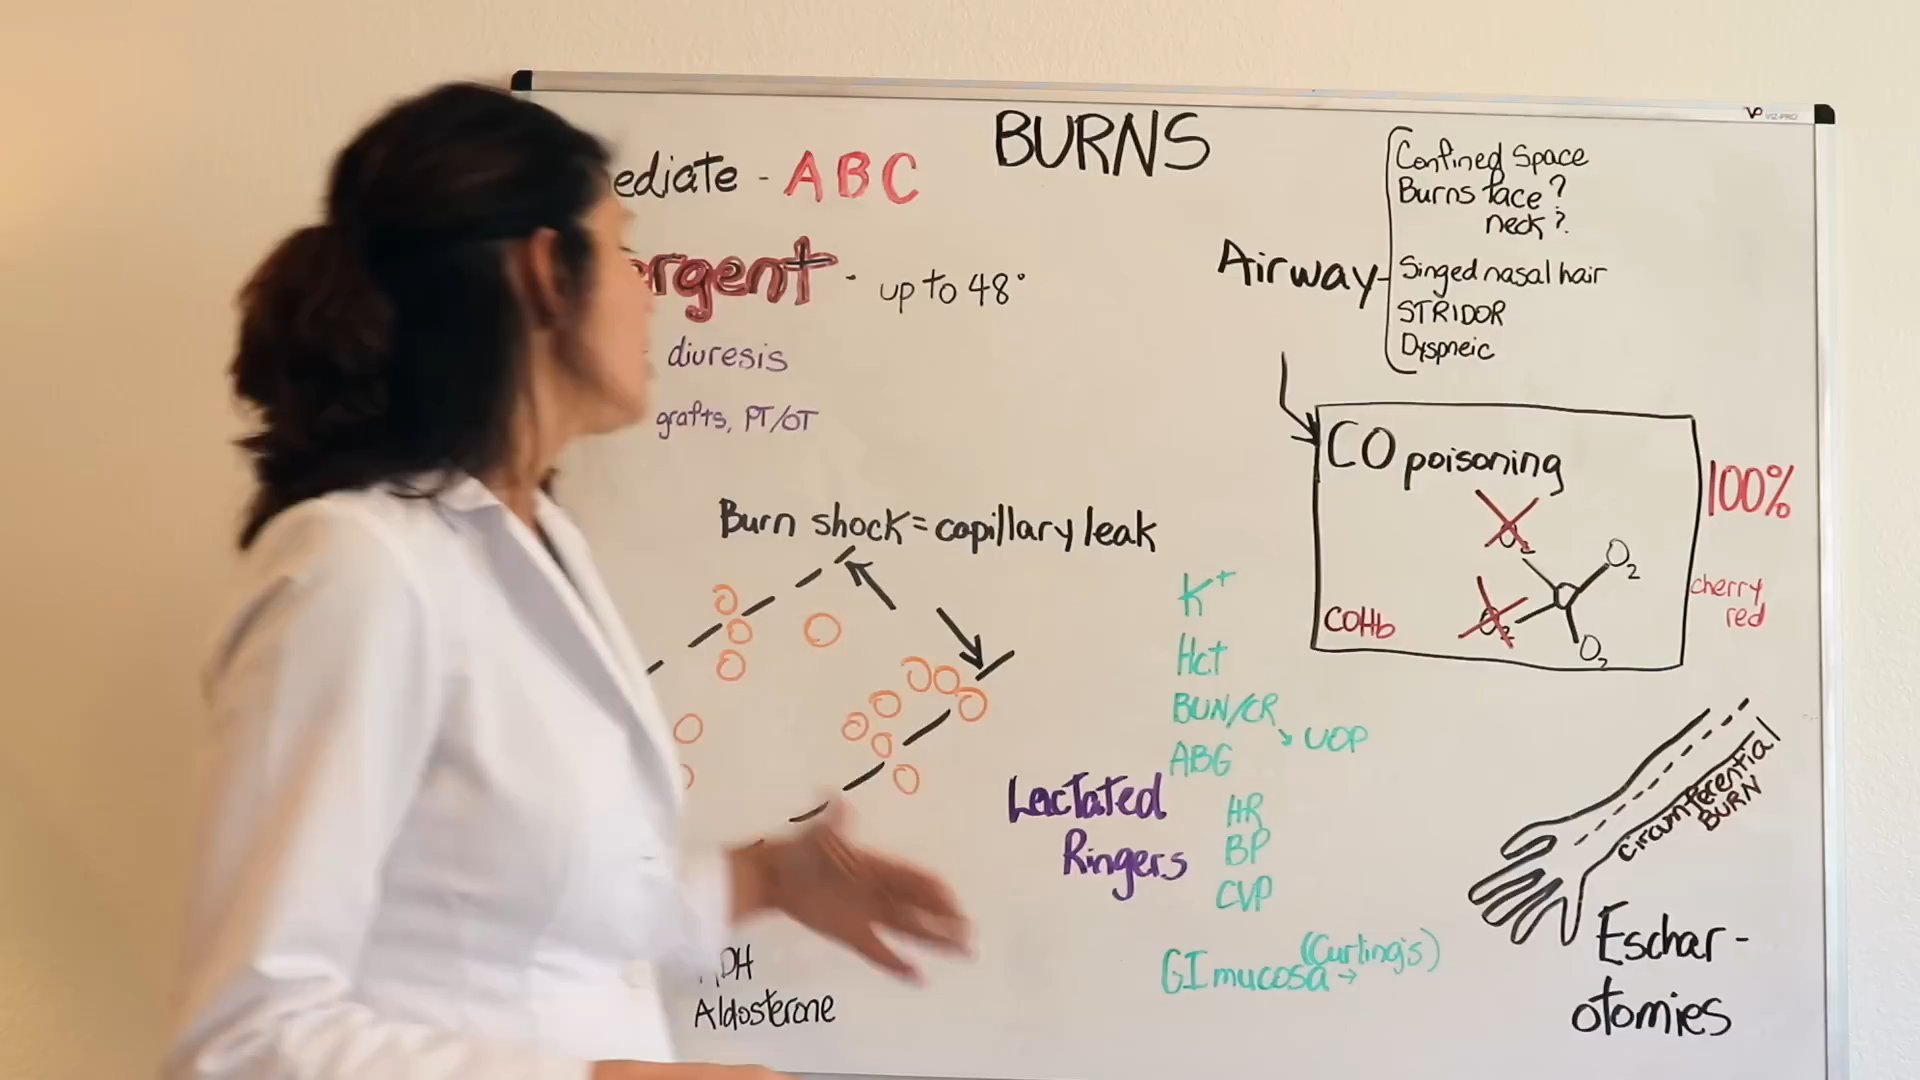 BURNS
ediate - ABC
rgent - up to 48°
diuresis
grafts, PT/OT
Burn shock = capillary leak
Confined Space
Burns face?
neck?
Airway
Singed nasal hair
STRIDOR
Dyspneic
CO poisoning
100%
O2
O2
O2
O2
COHb
cherry
red
K+
Hct
BUN/CR
UOP
ABG
Lactated
Ringers
HR
BP
CVP
(Curling's)
GI mucosa
DH
Aldosterone
circumferential
BURN
Eschar-
otomies
VIZ-PRO